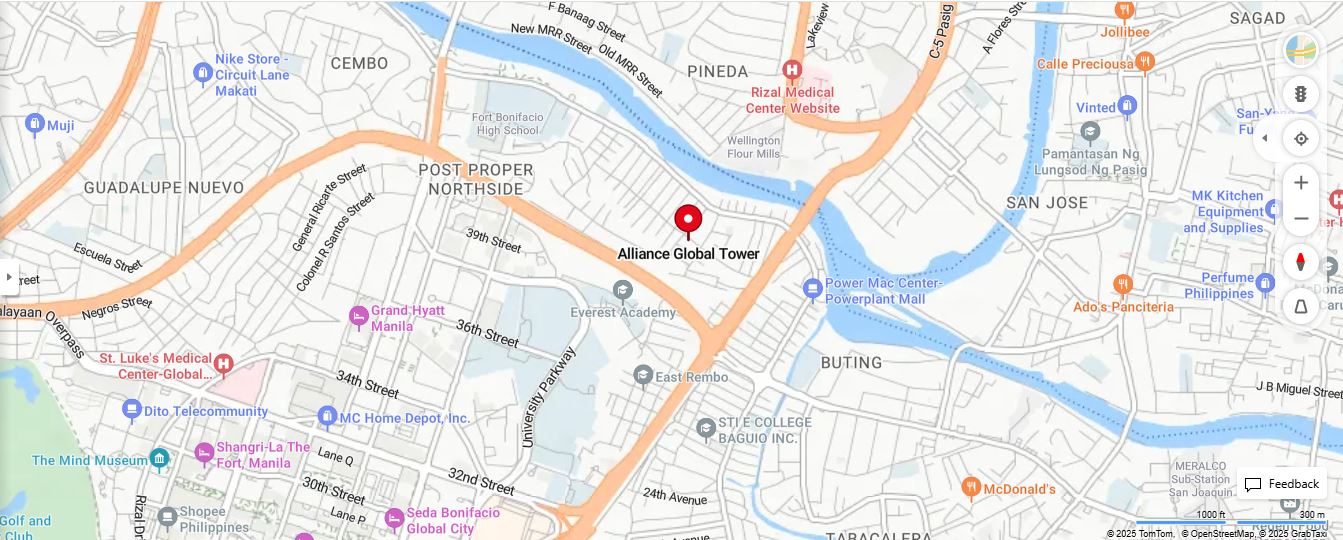 F Banaag Street
New MRR Street
Old MRR Street
Lakeview
C-5 Pasig
A Flores Street
SAGAD
Jollibee
CEMBO
Nike Store -
Circuit Lane
Makati
PINEDA
Calle Preciousa
Rizal Medical
Center Website
Vinted
Muji
Fort Bonifacio
High School
Wellington
Flour Mills
Pamantasan Ng
Lungsod Ng Pasig
POST PROPER
NORTHSIDE
GUADALUPE NUEVO
General Ricarte Street
Colonel R Santos Street
SAN JOSE
MK Kitchen
Equipment
and Supplies
39th Street
Alliance Global Tower
Escuela Street
Negros Street
Power Mac Center-
Powerplant Mall
Perfume
Philippines
Everest Academy
Ado's Panciteria
Grand Hyatt
Manila
36th Street
Overpass
St. Luke's Medical
Center-Global...
BUTING
34th Street
East Rembo
University Parkway
J B Miguel Street
Dito Telecommunity
MC Home Depot, Inc.
STI E COLLEGE
BAGUIO INC.
The Mind Museum
Shangri-La The
Fort, Manila
Lane Q
32nd Street
30th Street
Lane P
24th Avenue
McDonald's
MERALCO
Sub-Station
San Joaquin
Feedback
Shopee
Philippines
Seda Bonifacio
Global City
Golf and
Club
TABACALERA
1000 ft
300 m
© 2025 TomTom, © OpenStreetMap, © 2025 GrabTaxi